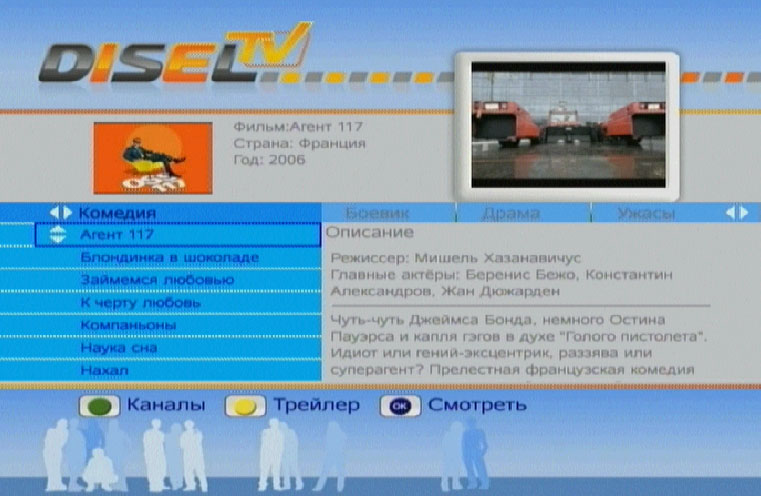 DISEL TV
Фильм:Агент 117
Страна: Франция
Год: 2006
Комедия
Боевик
Драма
Ужасы
Агент 117
Блондинка в шоколаде
Займемся любовью
К черту любовь
Компаньоны
Наука сна
Нахал
Описание
Режиссер: Мишель Хазанавичус
Главные актёры: Беренис Бежо, Константин
Александров, Жан Дюжарден
Чуть-чуть Джеймса Бонда, немного Остина
Пауэрса и капля гэгов в духе "Голого пистолета".
Идиот или гений-эксцентрик, раззява или
суперагент? Прелестная французская комедия
Каналы
Трейлер
OK Смотреть